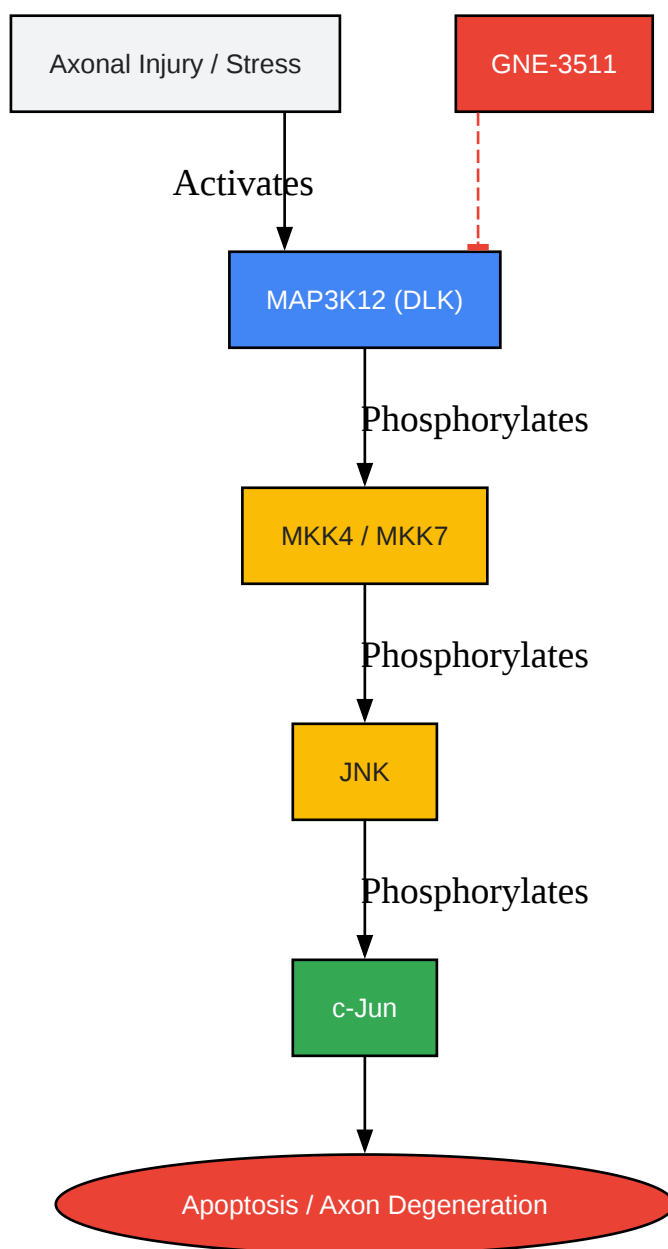 Axonal Injury / Stress
GNE-3511
Activates
MAP3K12 (DLK)
Phosphorylates
MKK4 / MKK7
Phosphorylates
JNK
Phosphorylates
c-Jun
Apoptosis / Axon Degeneration